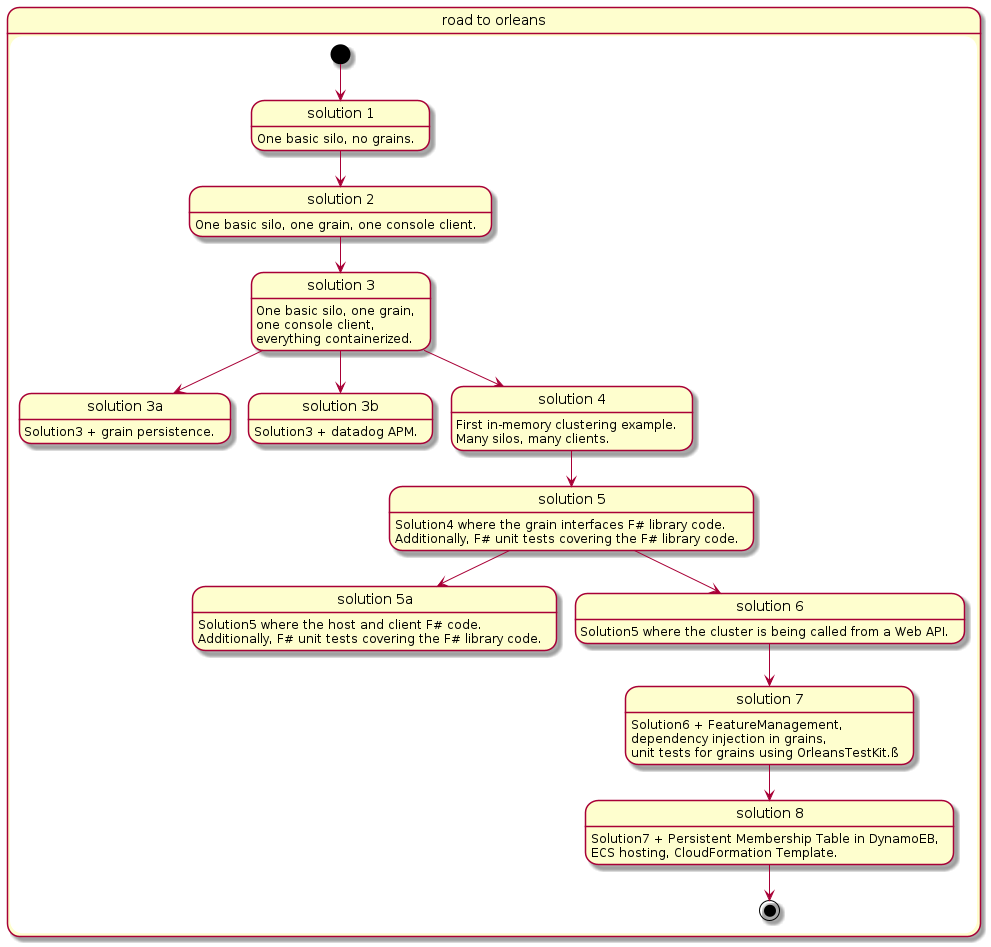 road to orleans
solution 1
One basic silo, no grains.
solution 2
One basic silo, one grain, one console client.
solution 3
One basic silo, one grain,
one console client,
everything containerized.
solution 3a
Solution3 + grain persistence.
solution 3b
Solution3 + datadog APM.
solution 4
First in-memory clustering example.
Many silos, many clients.
solution 5
Solution4 where the grain interfaces F# library code.
Additionally, F# unit tests covering the F# library code.
solution 5a
Solution5 where the host and client F# code.
Additionally, F# unit tests covering the F# library code.
solution 6
Solution5 where the cluster is being called from a Web API.
solution 7
Solution6 + FeatureManagement,
dependency injection in grains,
unit tests for grains using OrleansTestKit.ß
solution 8
Solution7 + Persistent Membership Table in DynamoEB,
ECS hosting, CloudFormation Template.